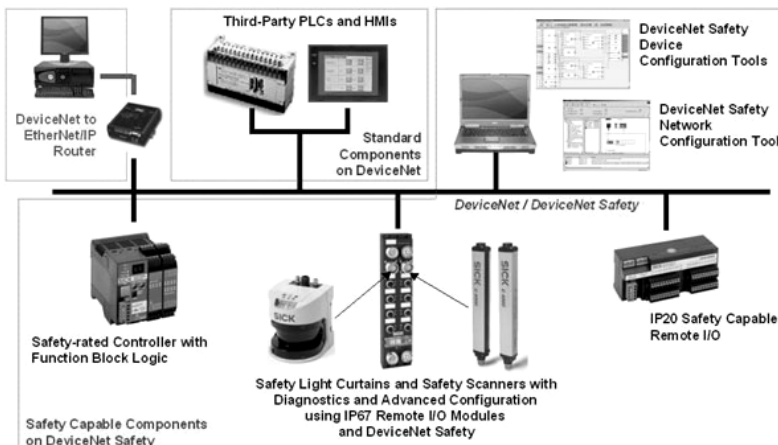 Third-Party PLCs and HMIs
DeviceNet Safety
Device
Configuration Tools
DeviceNet to
EtherNet/IP
Router
Standard
Components
on DeviceNet
DeviceNet Safety
Network
Configuration Tool
DeviceNet / DeviceNet Safety
SICK
SICK
SICK
Safety-rated Controller with
Function Block Logic
IP20 Safety Capable
Remote I/O
Safety Light Curtains and Safety Scanners with
Diagnostics and Advanced Configuration
using IP67 Remote I/O Modules
and DeviceNet Safety
Safety Capable Components
on DeviceNet Safety